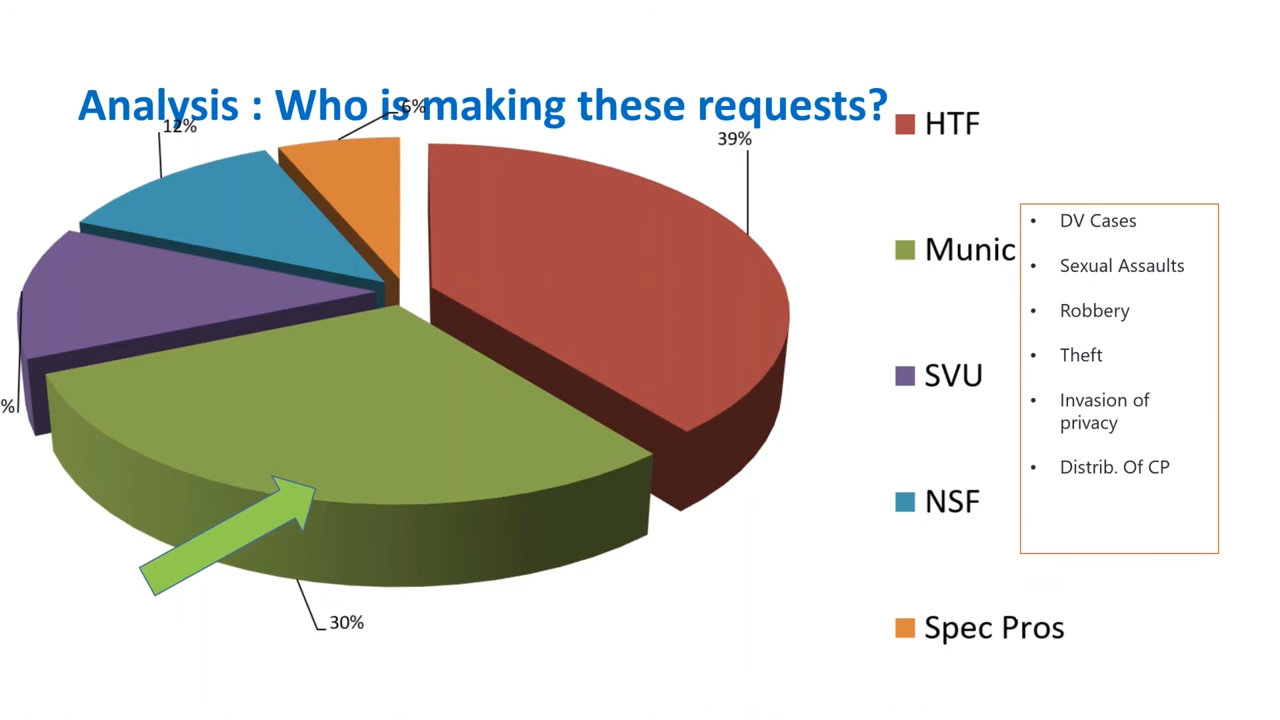 Analysis : Who is making these requests?
6%
12%
39%
%
30%
HTF
Munic
SVU
NSF
Spec Pros
• DV Cases
• Sexual Assaults
• Robbery
• Theft
• Invasion of
privacy
• Distrib. Of CP